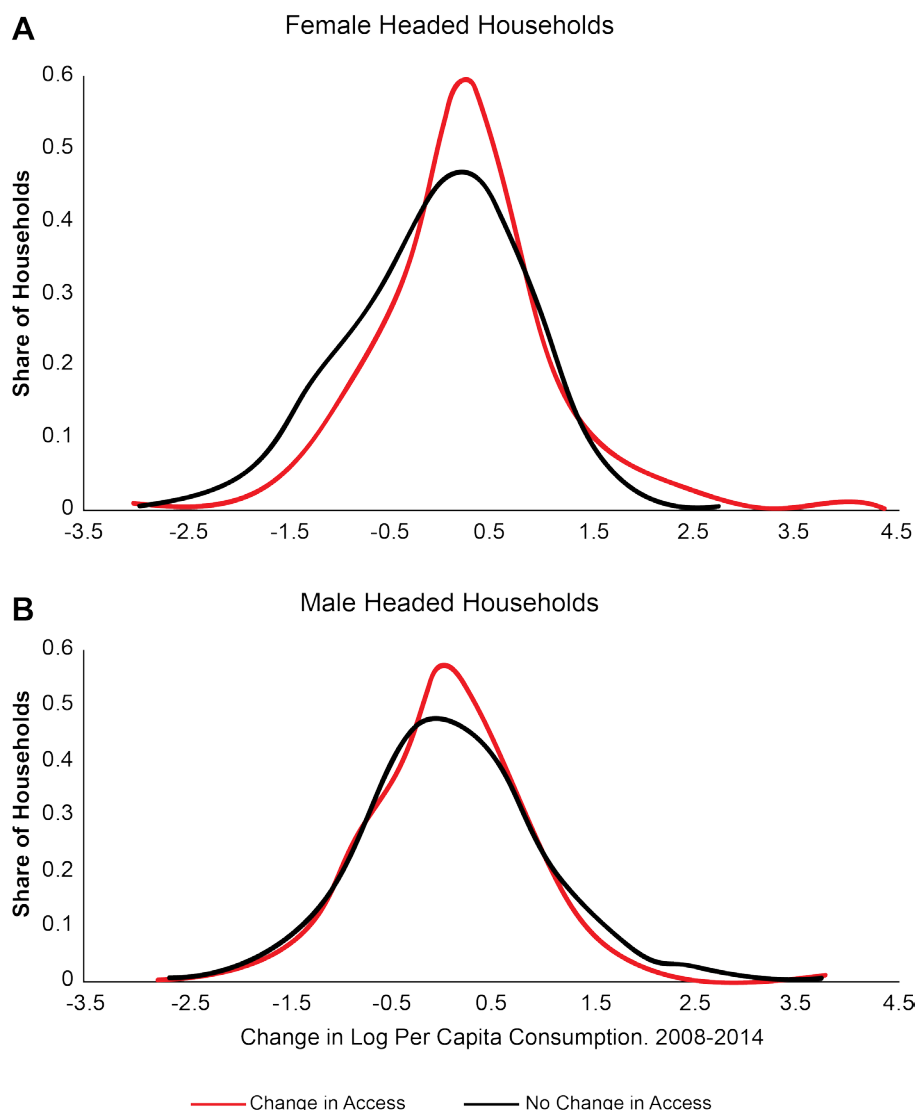 A
Female Headed Households
Share of Households
0.6
0.5
0.4
0.3
0.2
0.1
0
-3.5 -2.5 -1.5 -0.5 0.5 1.5 2.5 3.5 4.5
B
Male Headed Households
Share of Households
0.6
0.5
0.4
0.3
0.2
0.1
0
-3.5 -2.5 -1.5 -0.5 0.5 1.5 2.5 3.5 4.5
Change in Log Per Capita Consumption. 2008-2014
Change in Access No Change in Access